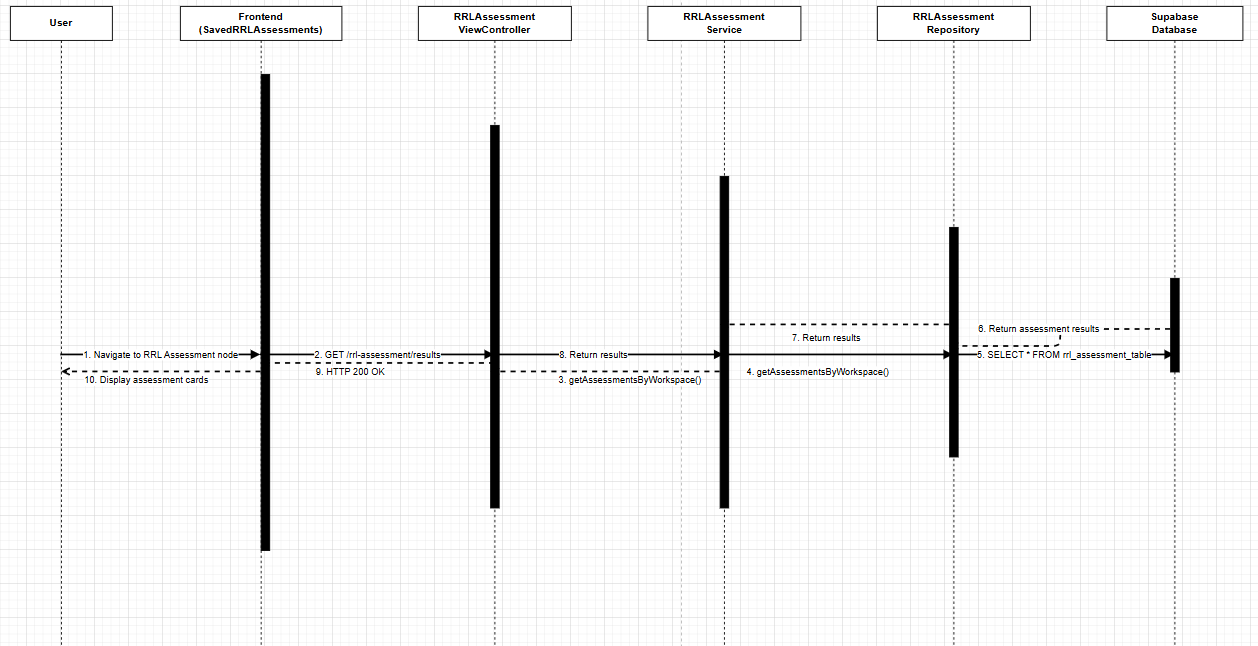 User
Frontend
(SavedRRLAssessments)
RRLAssessment
ViewController
RRLAssessment
Service
RRLAssessment
Repository
Supabase
Database
6. Return assessment results
7. Return results
1. Navigate to RRL Assessment node
2. GET /rrl-assessment/results
8. Return results
5. SELECT * FROM rrl_assessment_table
9. HTTP 200 OK
4. getAssessmentsByWorkspace()
10. Display assessment cards
3. getAssessmentsByWorkspace()